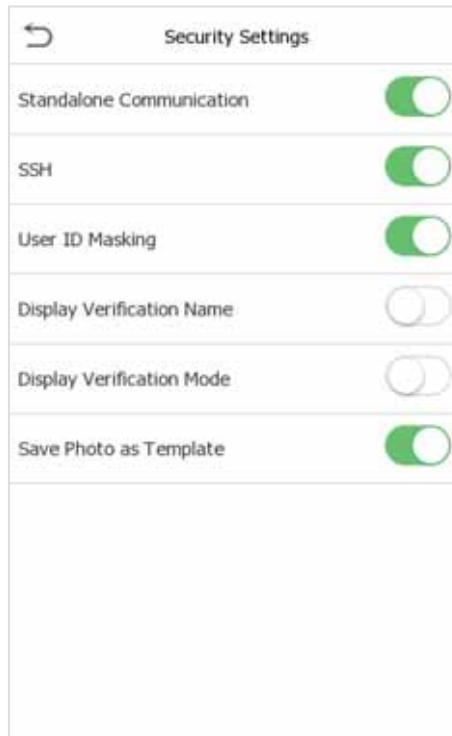 Security Settings
Standalone Communication
SSH
User ID Masking
Display Verification Name
Display Verification Mode
Save Photo as Template